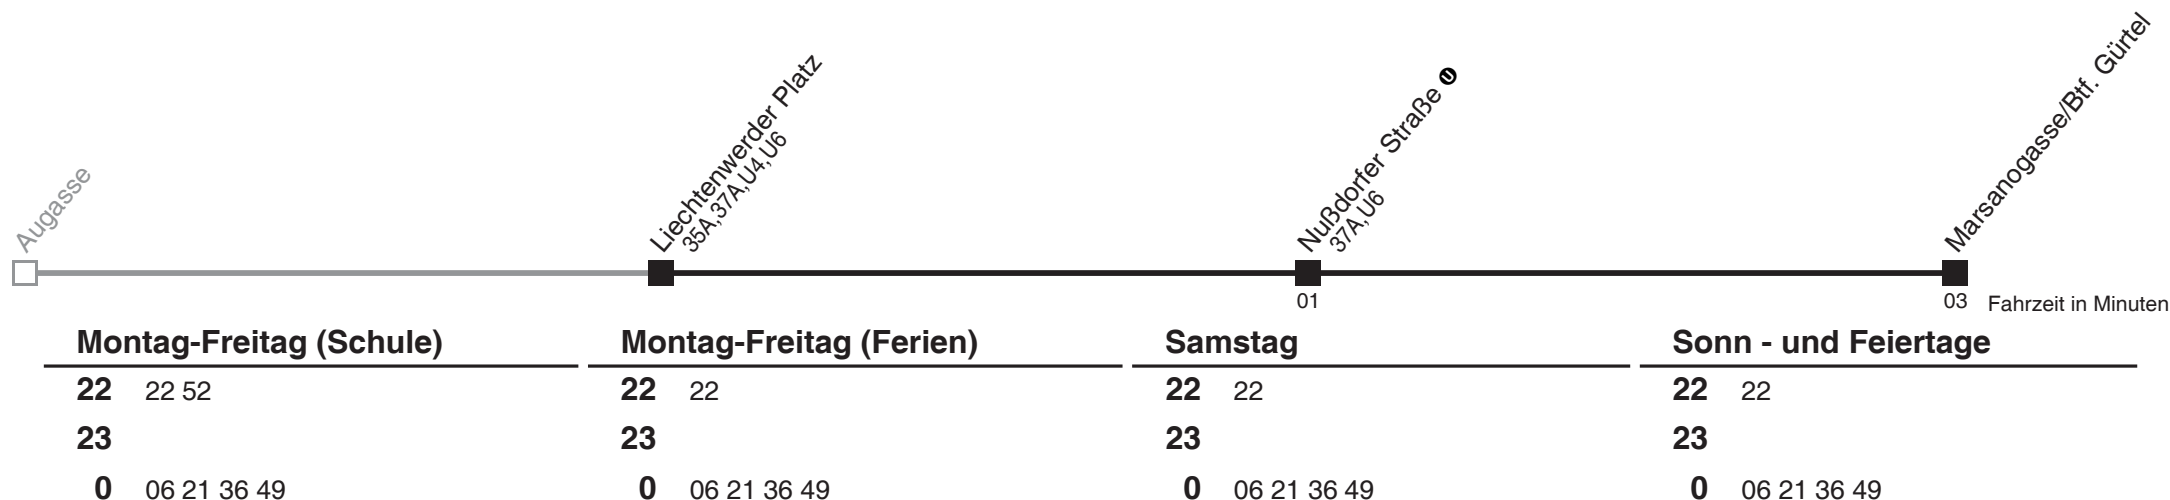 Augasse
Liechtenwerder Platz
35A,37A,U4,U6
Nußdorfer Straße U
37A,U6
Marsanogasse/Btf. Gürtel
01
03
Fahrzeit in Minuten
Montag-Freitag (Schule)
22 22 52
23
0 06 21 36 49
Montag-Freitag (Ferien)
22 22
23
0 06 21 36 49
Samstag
22 22
23
0 06 21 36 49
Sonn - und Feiertage
22 22
23
0 06 21 36 49